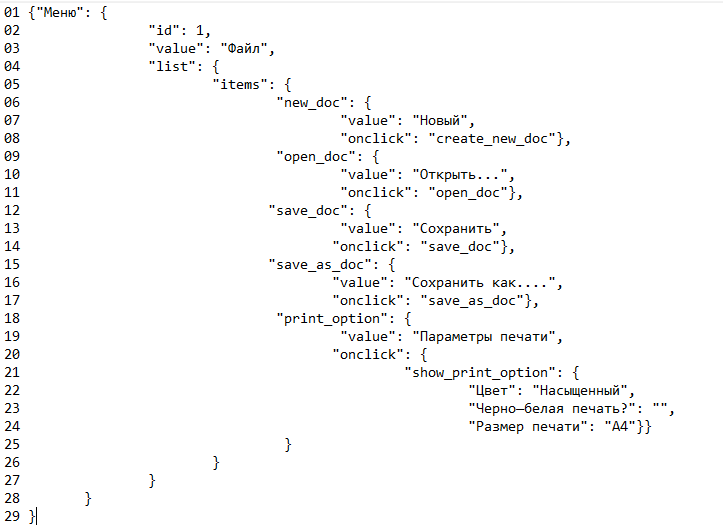 01 {"Меню": {
02 "id": 1,
03 "value": "Файл",
04 "list": {
05 "items": {
06 "new_doc": {
07 "value": "Новый",
08 "onclick": "create_new_doc"},
09 "open_doc": {
10 "value": "Открыть...",
11 "onclick": "open_doc"},
12 "save_doc": {
13 "value": "Сохранить",
14 "onclick": "save_doc"},
15 "save_as_doc": {
16 "value": "Сохранить как....",
17 "onclick": "save_as_doc"},
18 "print_option": {
19 "value": "Параметры печати",
20 "onclick": {
21 "show_print_option": {
22 "Цвет": "Насыщенный",
23 "Черно–белая печать?": "",
24 "Размер печати": "А4"}}
25 }
26 }
27 }
28 }
29 }